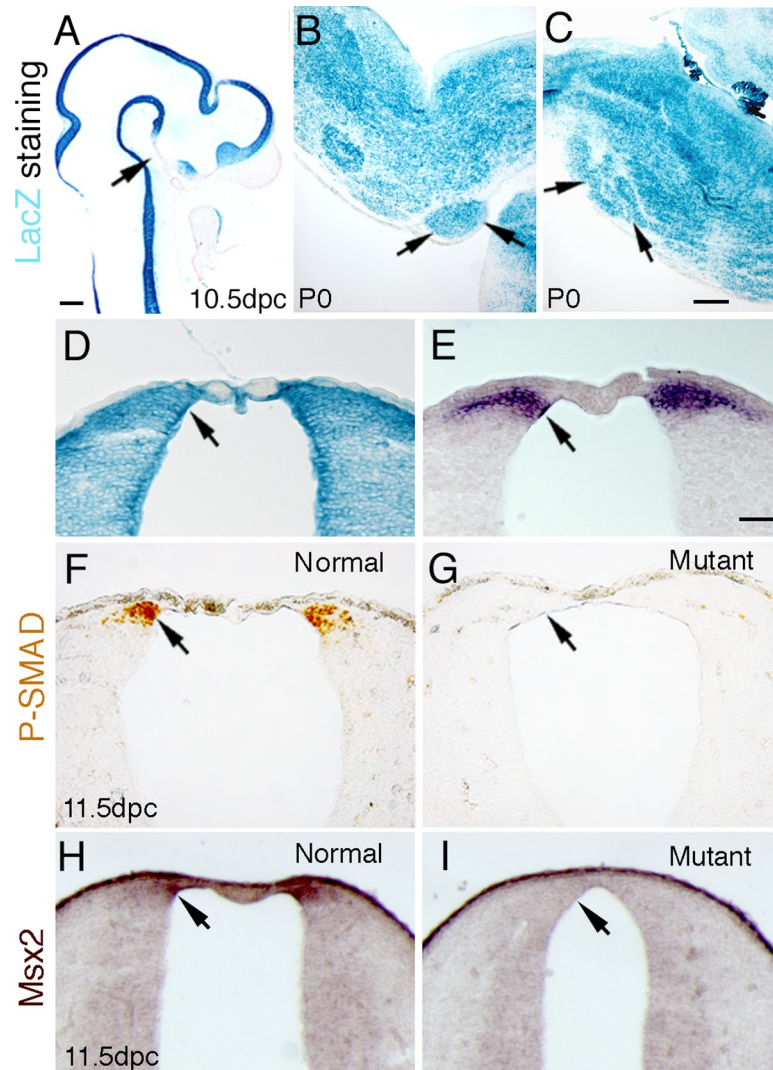 LacZ staining
A
10.5dpc
B
P0
C
P0
D
E
P-SMAD
F
Normal
11.5dpc
G
Mutant
Msx2
H
Normal
11.5dpc
I
Mutant